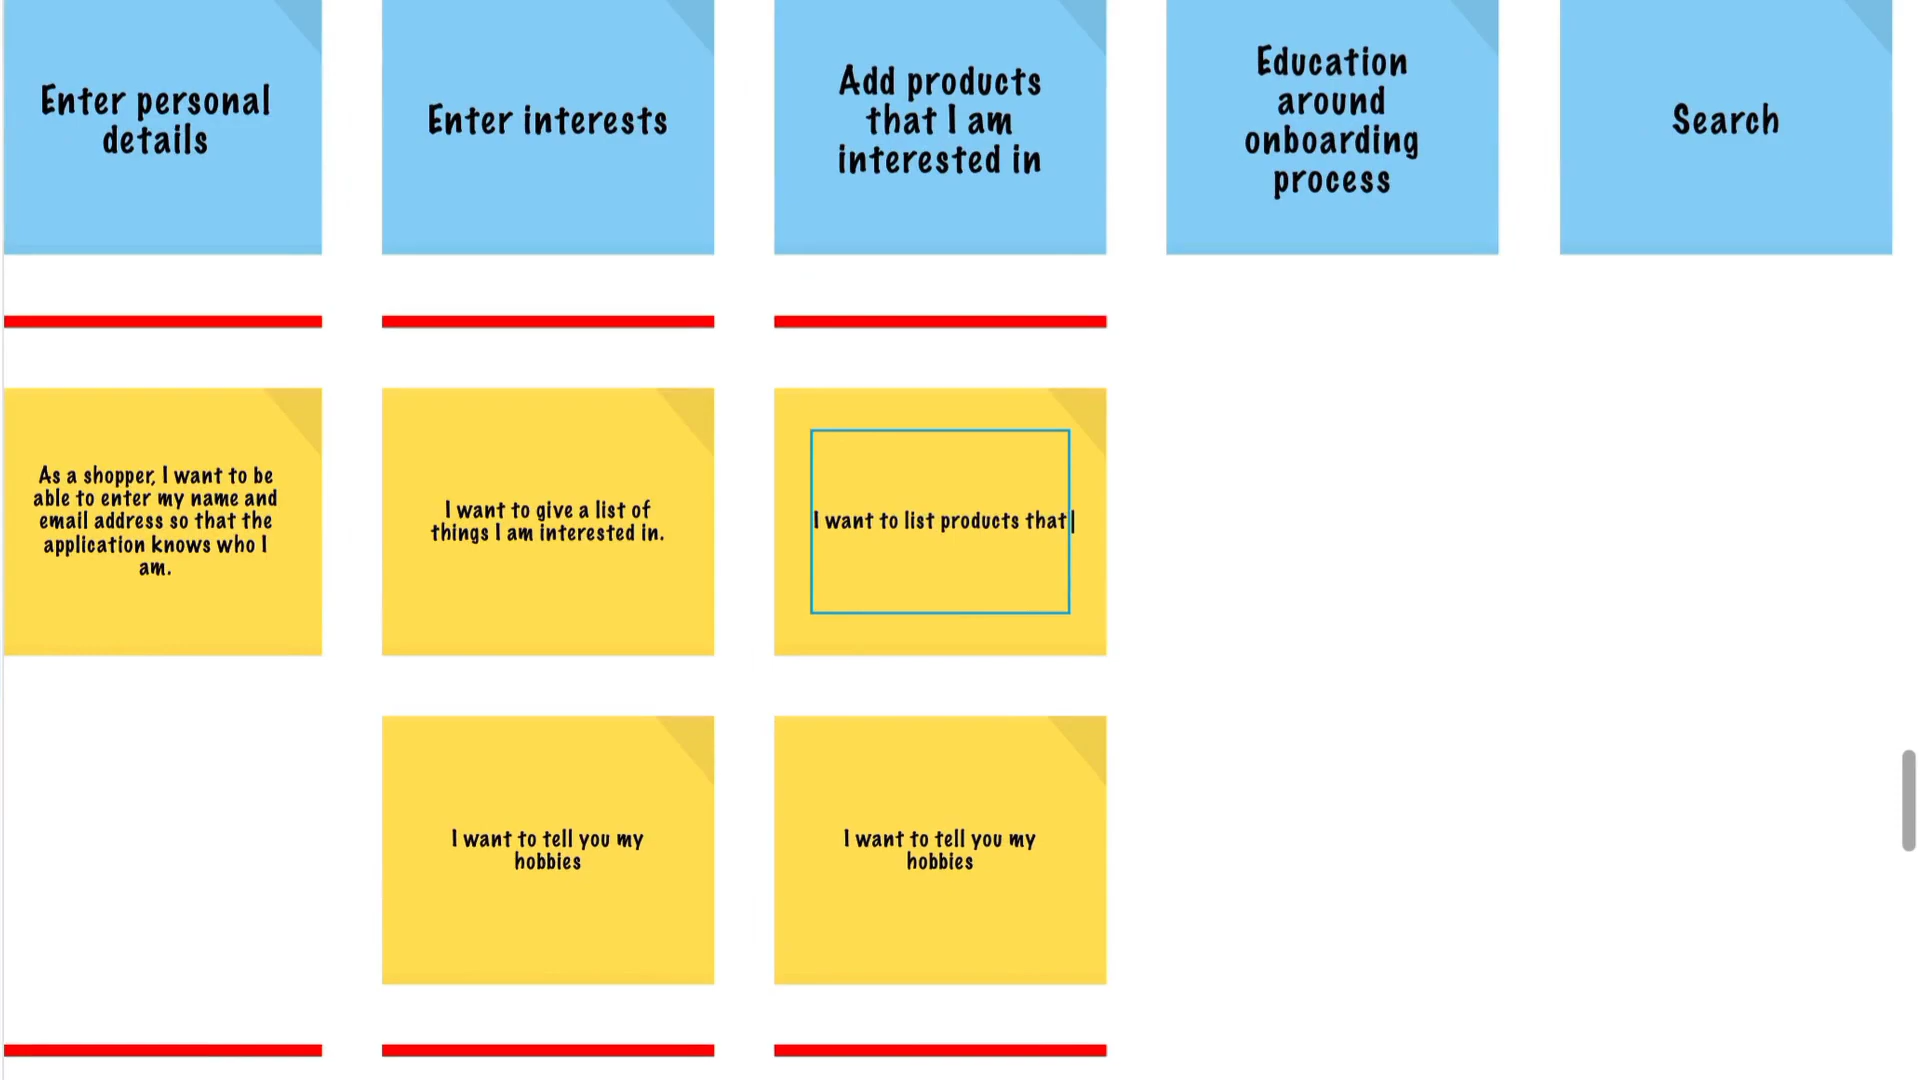 Enter personal
details
Enter interests
Add products
that I am
interested in
Education
around
onboarding
process
Search
As a shopper, I want to be
able to enter my name and
email address so that the
application knows who I
am.
I want to give a list of
things I am interested in.
I want to list products that
I want to tell you my
hobbies
I want to tell you my
hobbies